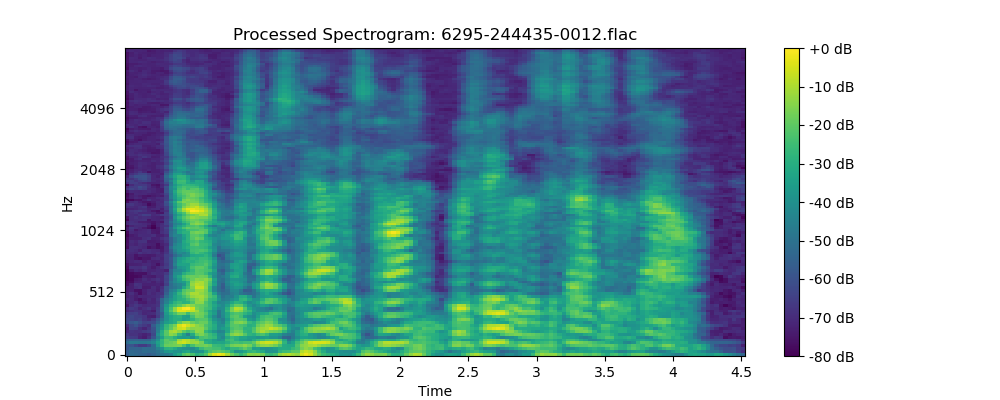 Processed Spectrogram: 6295-244435-0012.flac
Hz
4096
2048
1024
512
0
0 0.5 1 1.5 2 2.5 3 3.5 4 4.5
Time
+0 dB
-10 dB
-20 dB
-30 dB
-40 dB
-50 dB
-60 dB
-70 dB
-80 dB